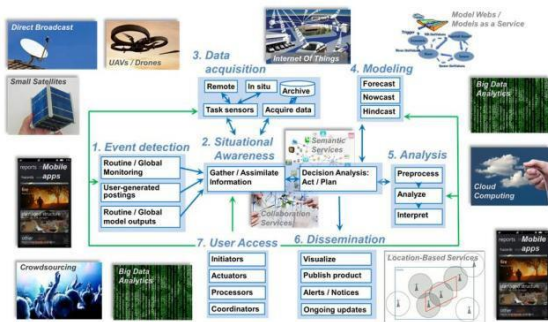 Direct Broadcast
UAVs / Drones
Internet Of Things
Model Webs /
Models as a Service
Small Satellites
3. Data
acquisition
Remote
In situ
Archive
Task sensors
Acquire data
4. Modeling
Forecast
Nowcast
Hindcast
Big Data
Analytics
1. Event detection
Routine / Global
Monitoring
User-generated
postings
Routine / Global
model outputs
2. Situational
Awareness
Gather / Assimilate
Information
Semantic
Services
Decision Analysis:
Act / Plan
Collaboration
Services
5. Analysis
Preprocess
Analyze
Interpret
Cloud
Computing
Mobile
apps
7. User Access
Initiators
Actuators
Processors
Coordinators
6. Dissemination
Visualize
Publish product
Alerts / Notices
Ongoing updates
Location-Based Services
Crowdsourcing
Big Data
Analytics
Mobile
apps